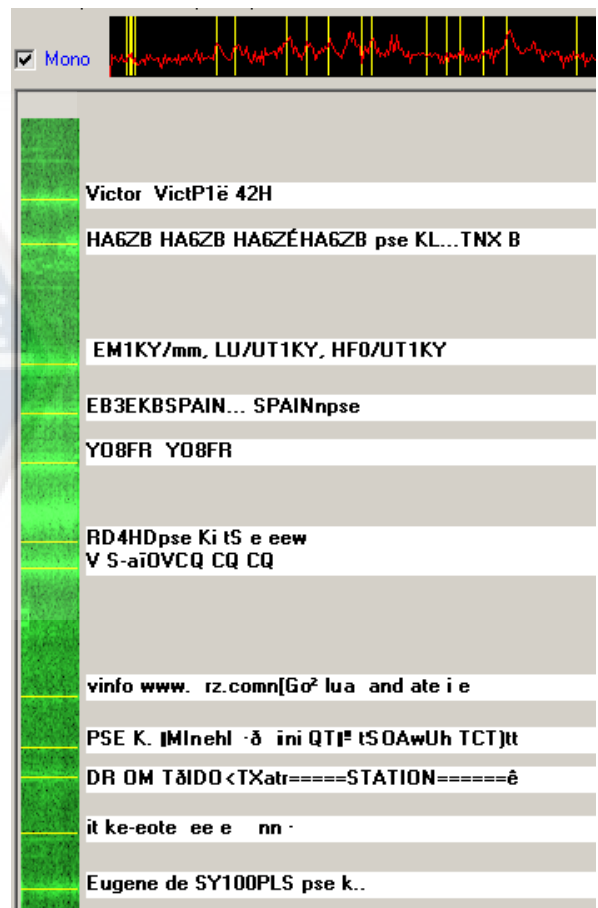 Mono
Victor VictP1ë 42H
HA6ZB HA6ZB HA6ZÉHA6ZB pse KL...TNX B
EM1KY/mm, LU/UT1KY, HF0/UT1KY
EB3EKBSPAIN... SPAINnpse
YO8FR YO8FR
RD4HDpse Ki tS e eew
V S-aïOVCQ CQ CQ
vinfo www. rz.comn[Go² lua and ate i e
PSE K. ini tSOAwUh TCT)tt
DR OM TðIDO<TXatr=====STATION======ê
it ke-eote ee e nn ·
Eugene de SY100PLS pse k..